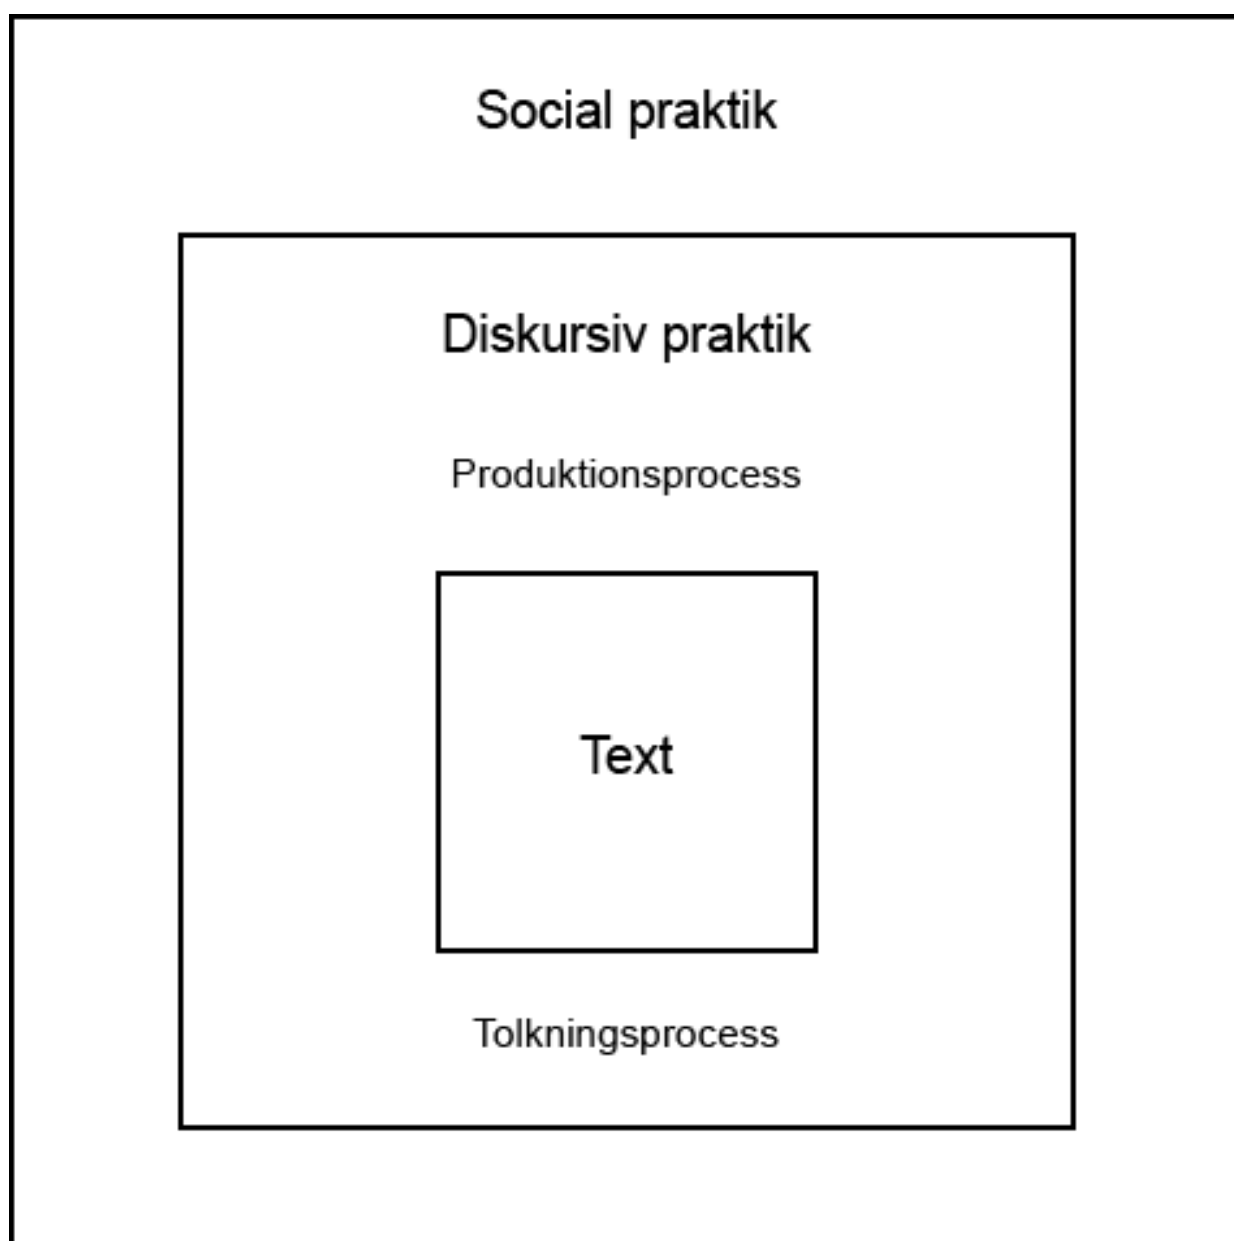 Social praktik
Diskursiv praktik
Produktionsprocess
Text
Tolkningsprocess